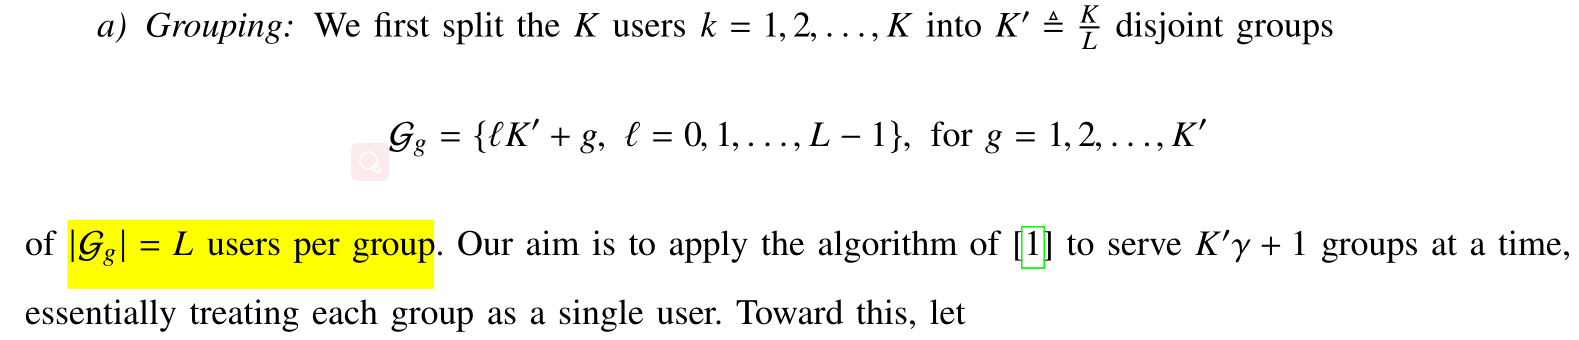 a) Grouping: We first split the K users k = 1, 2, . . . , K into K′ ≜ K/L disjoint groups
𝒢g = {ℓK′ + g, ℓ = 0, 1, . . . , L − 1}, for g = 1, 2, . . . , K′
of |𝒢g| = L users per group. Our aim is to apply the algorithm of [1] to serve K′γ + 1 groups at a time,
essentially treating each group as a single user. Toward this, let